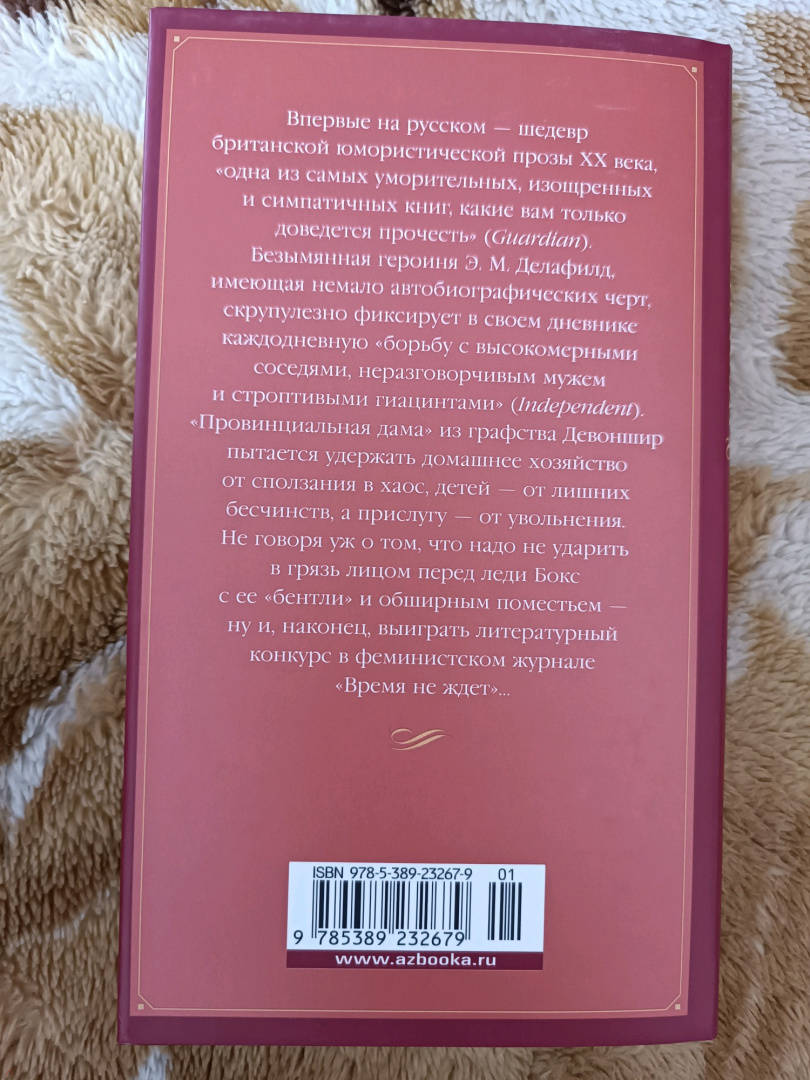 Впервые на русском — шедевр
британской юмористической прозы XX века,
«одна из самых уморительных, изощренных
и симпатичных книг, какие вам только
доведется прочесть» (Guardian).
Безымянная героиня Э. М. Делафилд,
имеющая немало автобиографических черт,
скрупулезно фиксирует в своем дневнике
каждодневную «борьбу с высокомерными
соседями, неразговорчивым мужем
и строптивыми гиацинтами» (Independent).
«Провинциальная дама» из графства Девоншир
пытается удержать домашнее хозяйство
от сползания в хаос, детей — от лишних
бесчинств, а прислугу — от увольнения.
Не говоря уж о том, что надо не ударить
в грязь лицом перед леди Бокс
с ее «бентли» и обширным поместьем —
ну и, наконец, выиграть литературный
конкурс в феминистском журнале
«Время не ждет»...
ISBN 978-5-389-23267-9 01
9 785389 232679
www.azbooka.ru